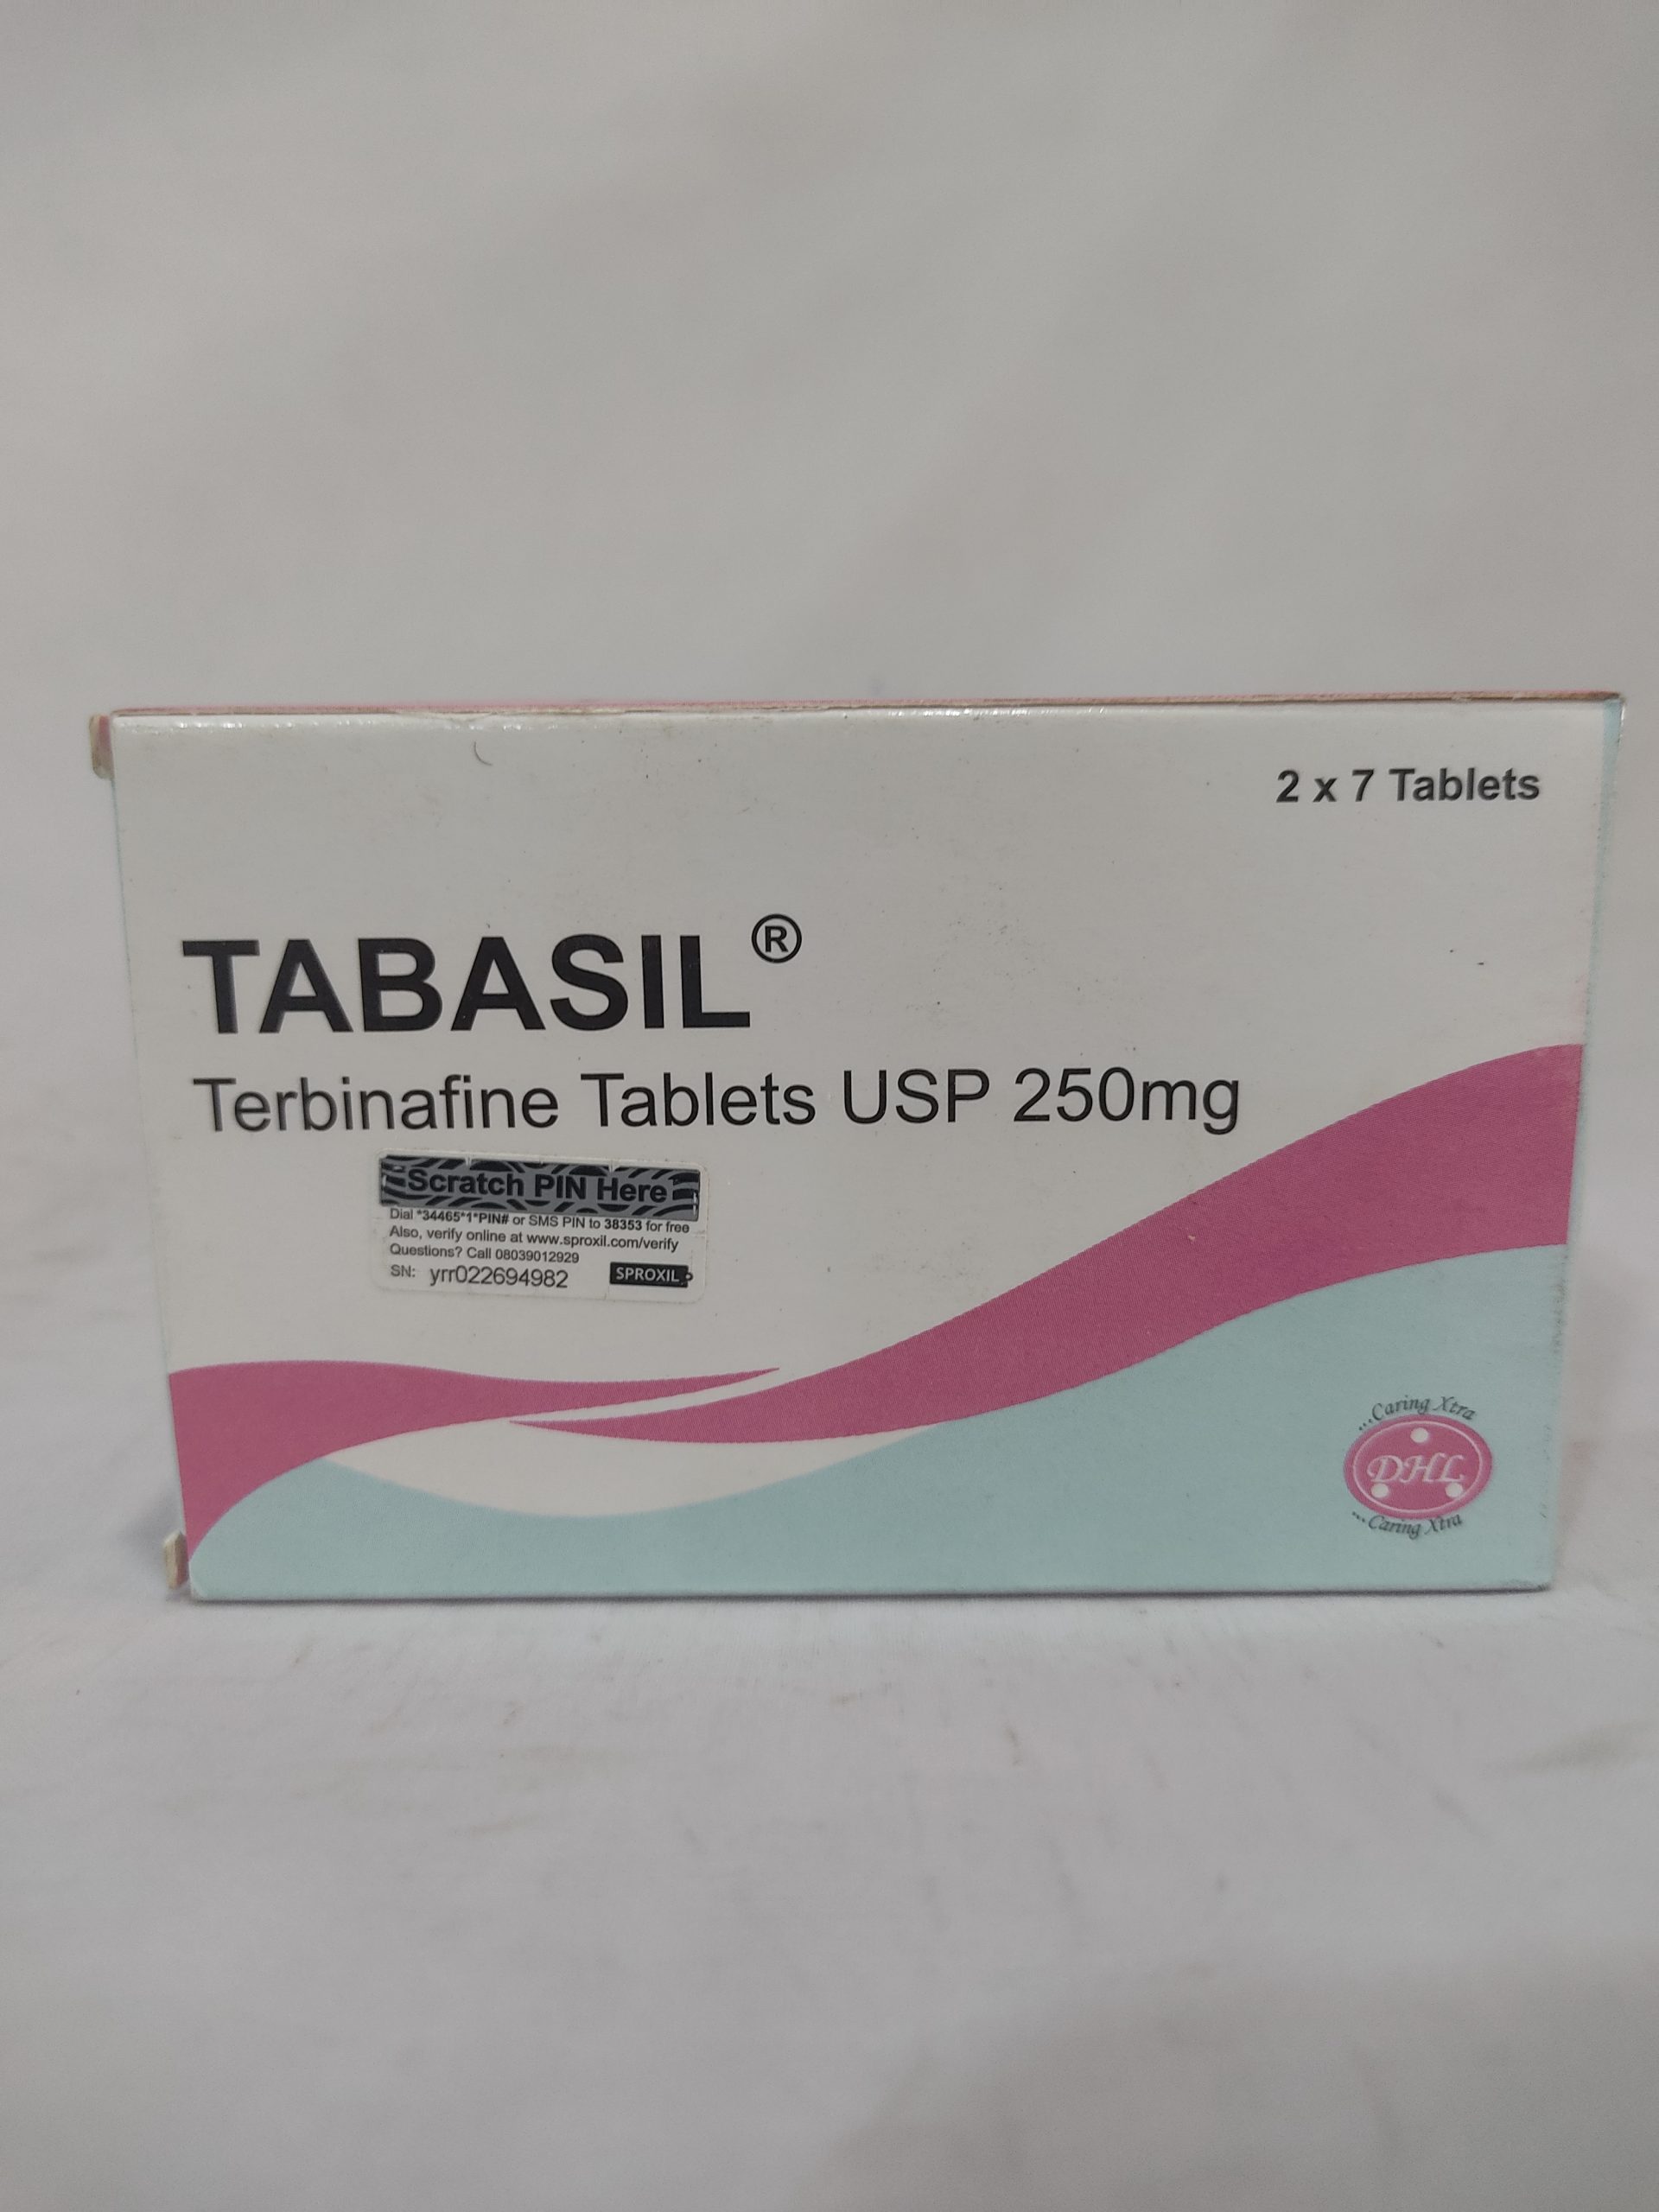 2 x 7 Tablets
TABASIL®
Terbinafine Tablets USP 250mg
Scratch PIN Here
Dial *34465*1*PIN# or SMS PIN to 38353 for free
Also, verify online at www.sproxil.com/verify
Questions? Call 08039012929
SN: yrr022694982 SPROXIL
...Caring Xtra
DHL
...Caring Xtra